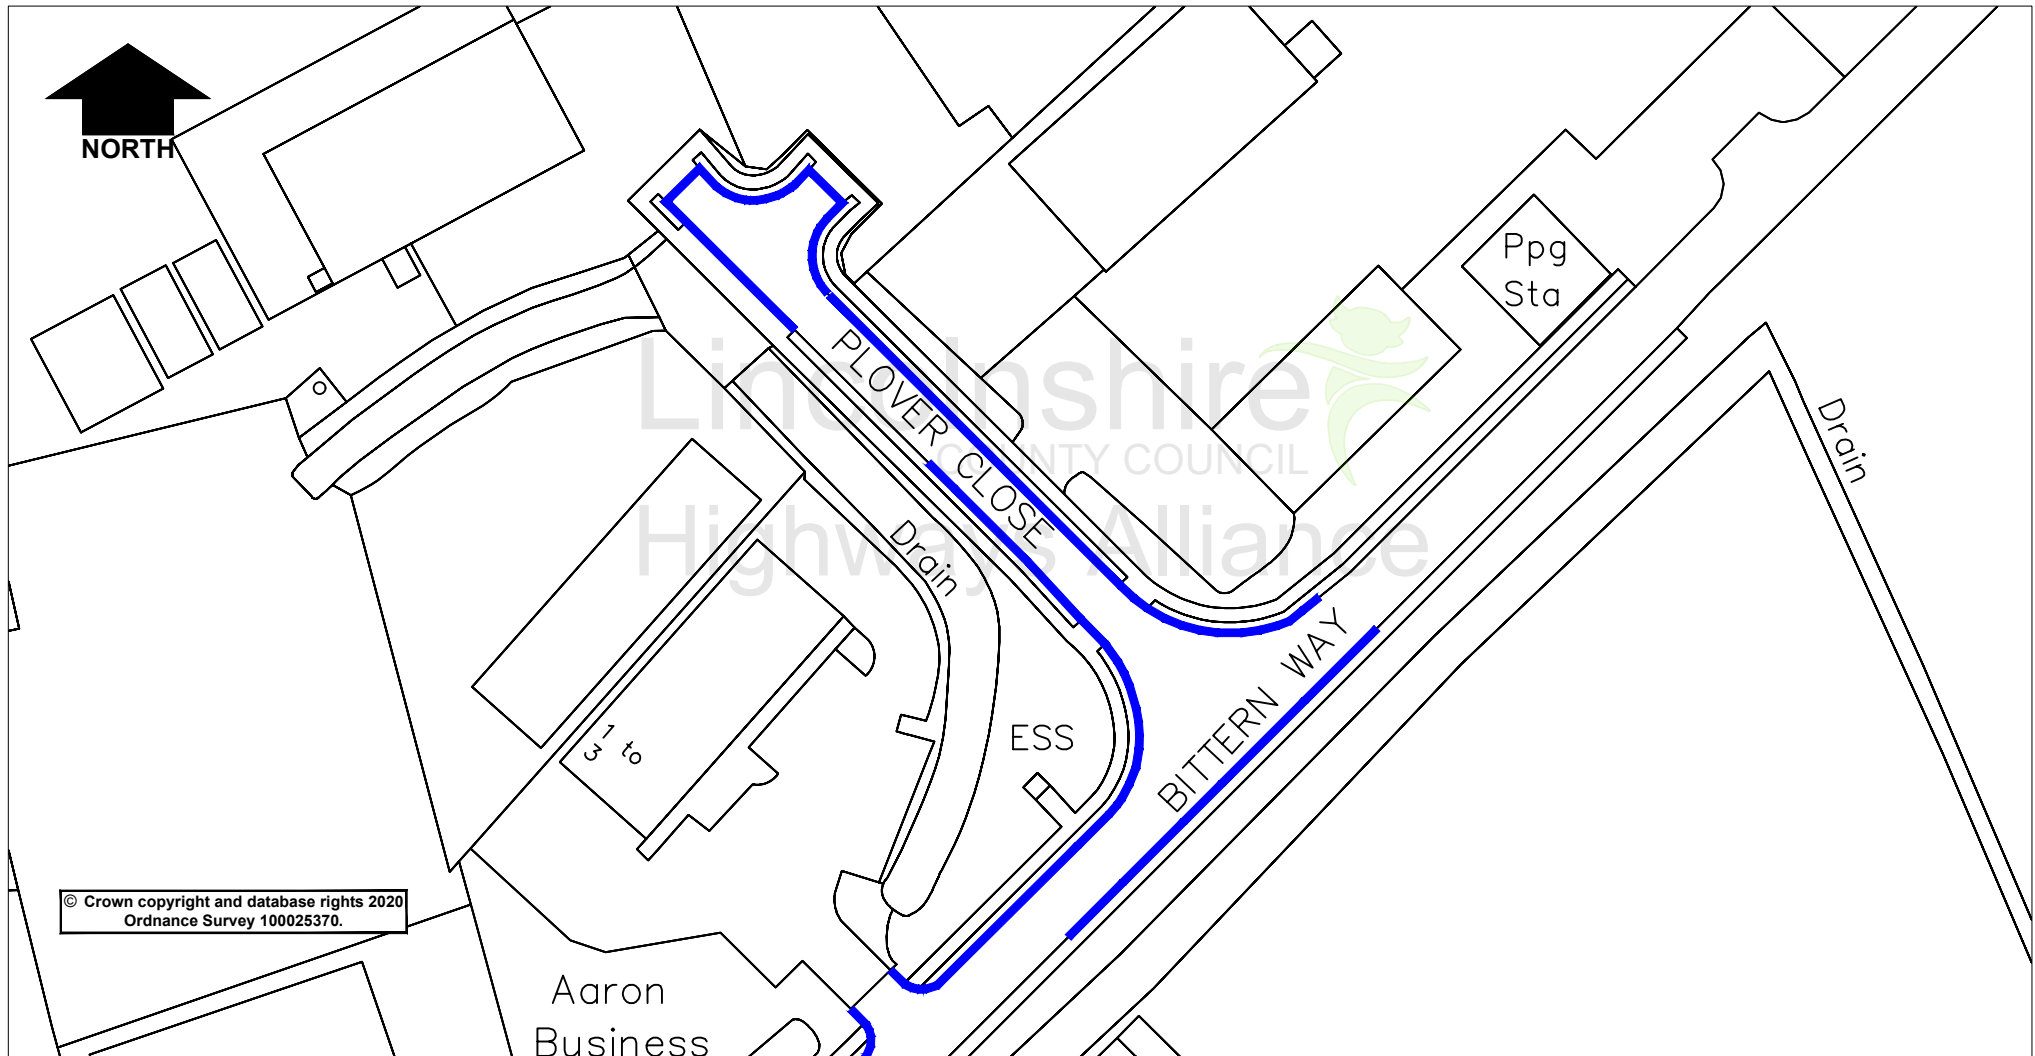 NORTH
Ppg
Sta
Lincolnshire
COUNTY COUNCIL
Highways Alliance
PLOVER CLOSE
Drain
Drain
BITTERN WAY
ESS
1 to
3
© Crown copyright and database rights 2020
Ordnance Survey 100025370.
Aaron
Business